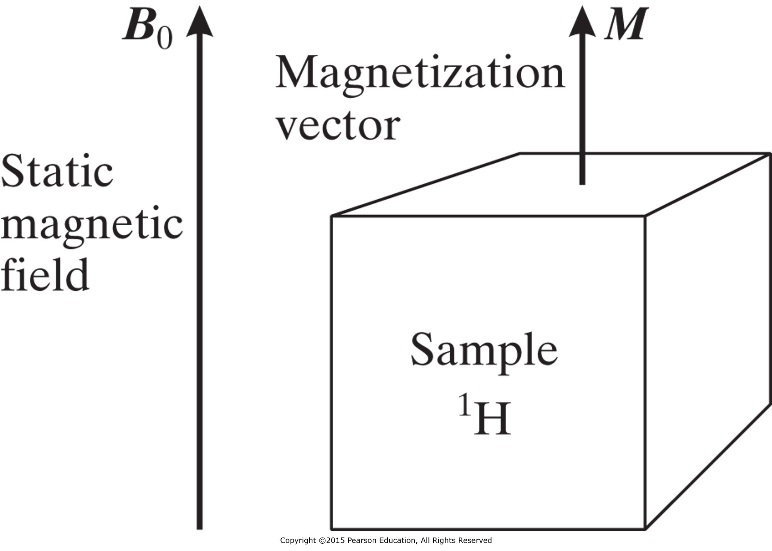 B₀
M
Magnetization
vector
Static
magnetic
field
Sample
¹H
Copyright ©2015 Pearson Education, All Rights Reserved